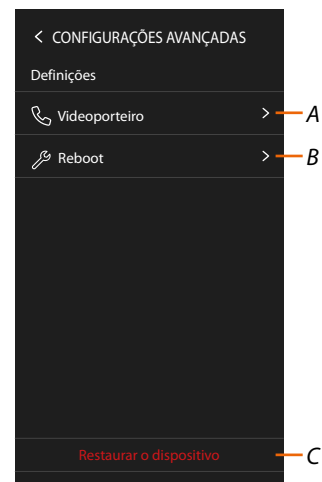 < CONFIGURAÇÕES AVANÇADAS
Definições
Videoporteiro > A
Reboot > B
Restaurar o dispositivo C